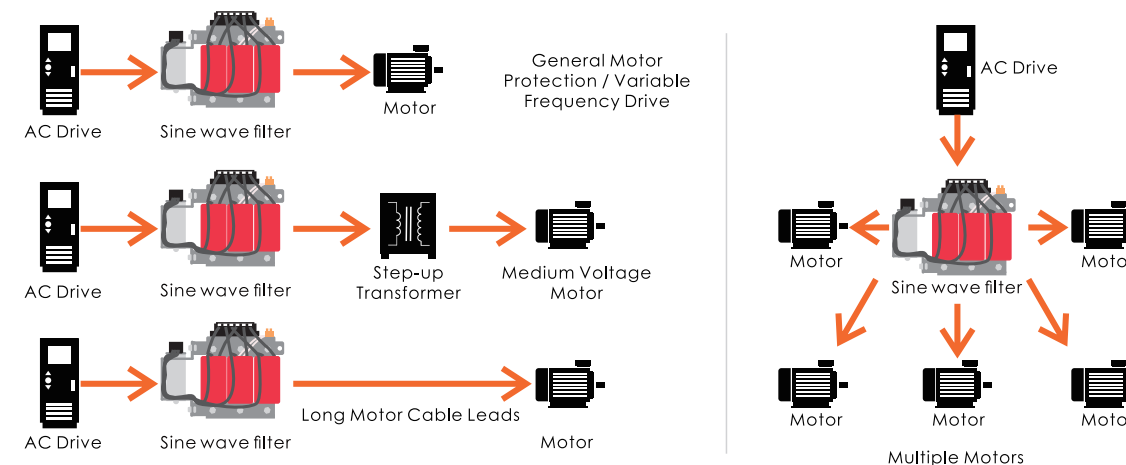 General Motor
Protection / Variable
Frequency Drive
Motor
AC Drive
Sine wave filter
Step-up
Transformer
Medium Voltage
Motor
AC Drive
Sine wave filter
Long Motor Cable Leads
AC Drive
Sine wave filter
Motor
AC Drive
Motor
Moto
Sine wave filter
Motor
Motor
Moto
Multiple Motors